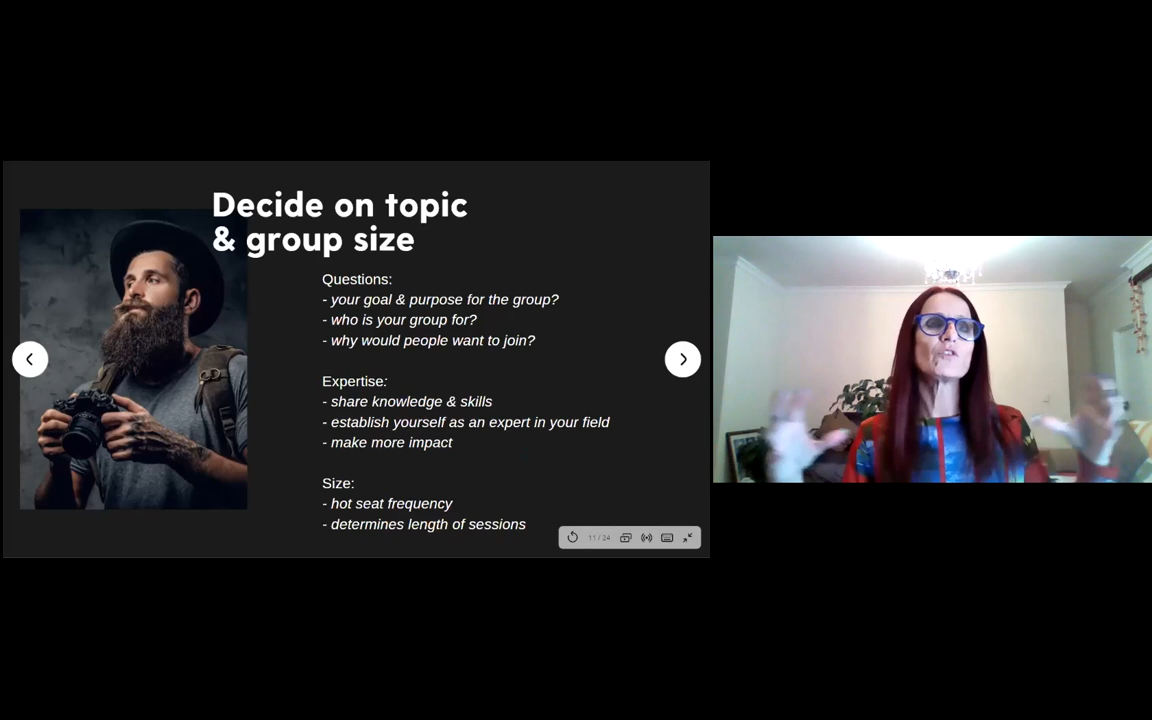 Decide on topic
& group size
Questions:
- your goal & purpose for the group?
- who is your group for?
- why would people want to join?
Expertise:
- share knowledge & skills
- establish yourself as an expert in your field
- make more impact
Size:
- hot seat frequency
- determines length of sessions
11 / 24